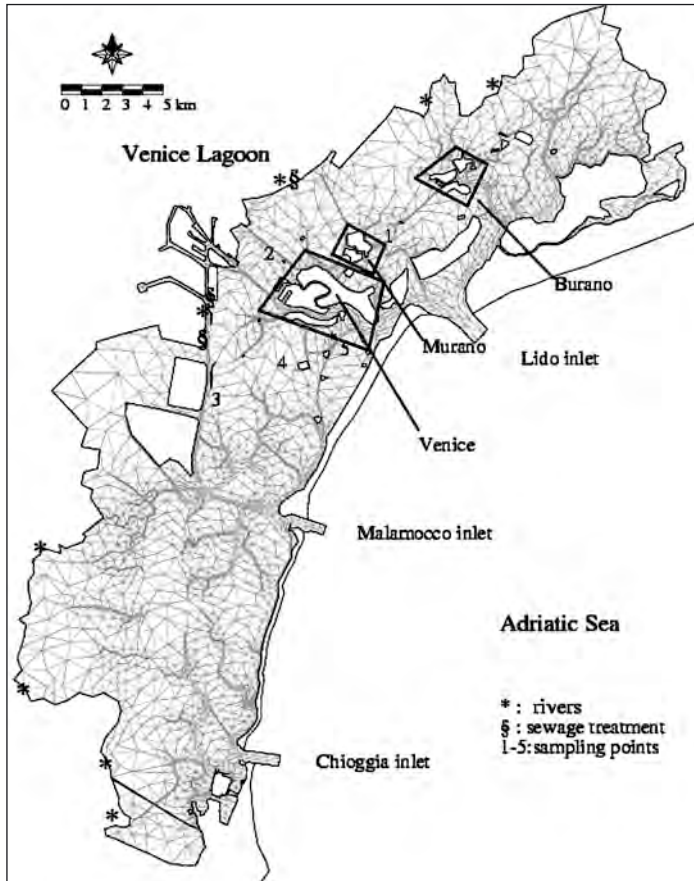 0 1 2 3 4 5 km
*
*
Venice Lagoon
* §
1
2
Burano
§
*
§
Murano
Lido inlet
5
4
3
Venice
Malamocco inlet
*
Adriatic Sea
*
* : rivers
§ : sewage treatment
1-5: sampling points
Chioggia inlet
*
*